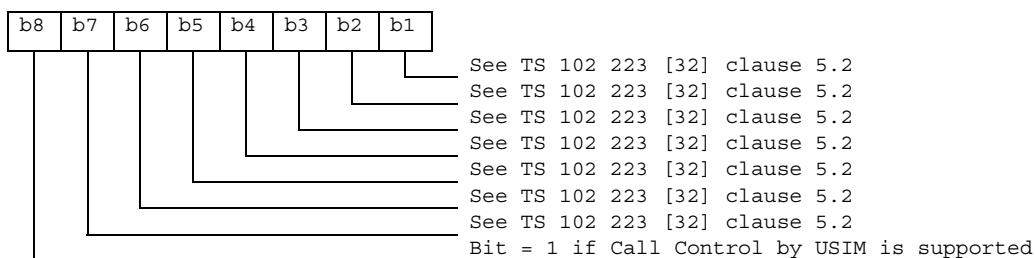 b8 b7 b6 b5 b4 b3 b2 b1
See TS 102 223 [32] clause 5.2
See TS 102 223 [32] clause 5.2
See TS 102 223 [32] clause 5.2
See TS 102 223 [32] clause 5.2
See TS 102 223 [32] clause 5.2
See TS 102 223 [32] clause 5.2
See TS 102 223 [32] clause 5.2
Bit = 1 if Call Control by USIM is supported